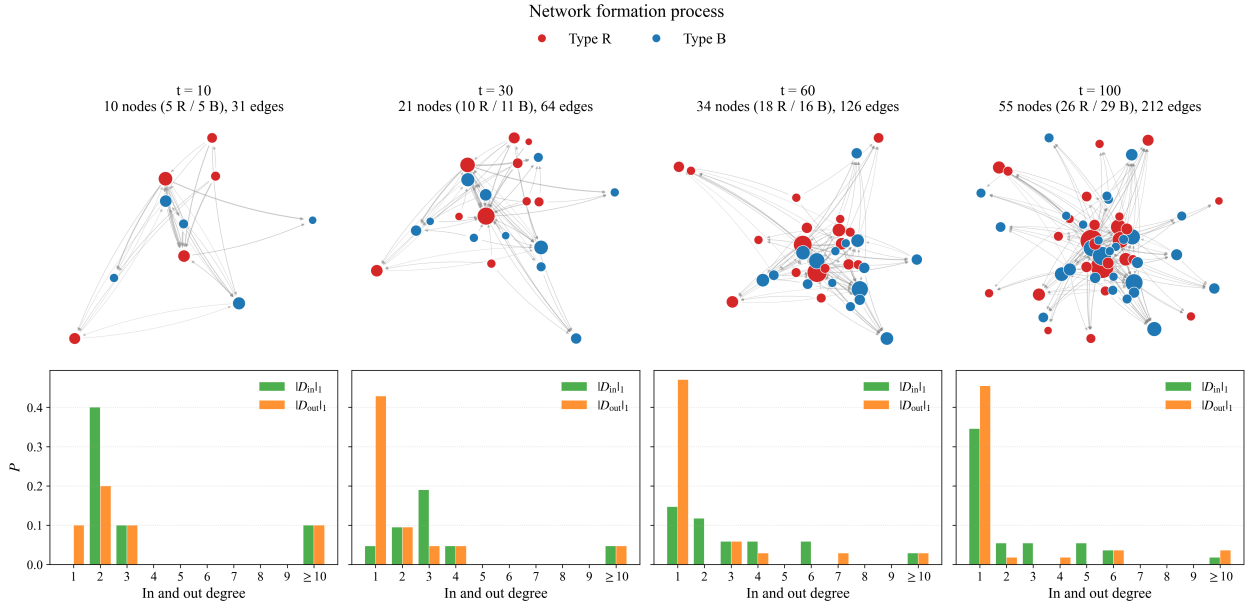 Network formation process
Type R Type B
t = 10
10 nodes (5 R / 5 B), 31 edges
t = 30
21 nodes (10 R / 11 B), 64 edges
t = 60
34 nodes (18 R / 16 B), 126 edges
t = 100
55 nodes (26 R / 29 B), 212 edges
P
0.4
0.3
0.2
0.1
0.0
|D_in|_1
|D_out|_1
1 2 3 4 5 6 7 8 9 ≥10
In and out degree
|D_in|_1
|D_out|_1
1 2 3 4 5 6 7 8 9 ≥10
In and out degree
|D_in|_1
|D_out|_1
1 2 3 4 5 6 7 8 9 ≥10
In and out degree
|D_in|_1
|D_out|_1
1 2 3 4 5 6 7 8 9 ≥10
In and out degree